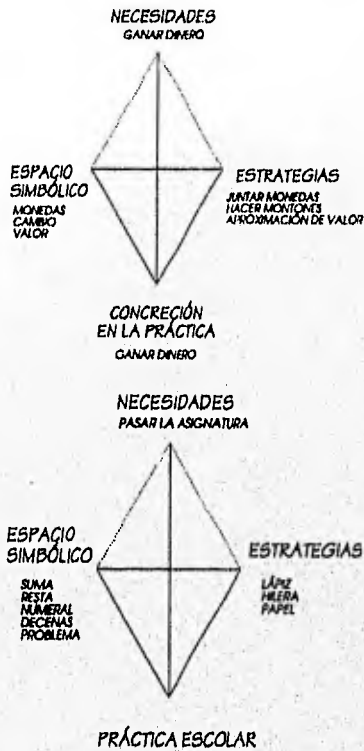 NECESIDADES
GANAR DINERO
ESPACIO
SIMBÓLICO
MONEDAS
CAMBIO
VALOR
ESTRATEGIAS
JUNTAR MONEDAS
HACER MONTONES
APROXIMACIÓN DE VALOR
CONCRECIÓN
EN LA PRÁCTICA
GANAR DINERO
NECESIDADES
PASAR LA ASIGNATURA
ESPACIO
SIMBÓLICO
SUMA
RESTA
NUMERAL
DECENAS
PROBLEMA
ESTRATEGIAS
LÁPIZ
HILERA
PAPEL
PRÁCTICA ESCOLAR